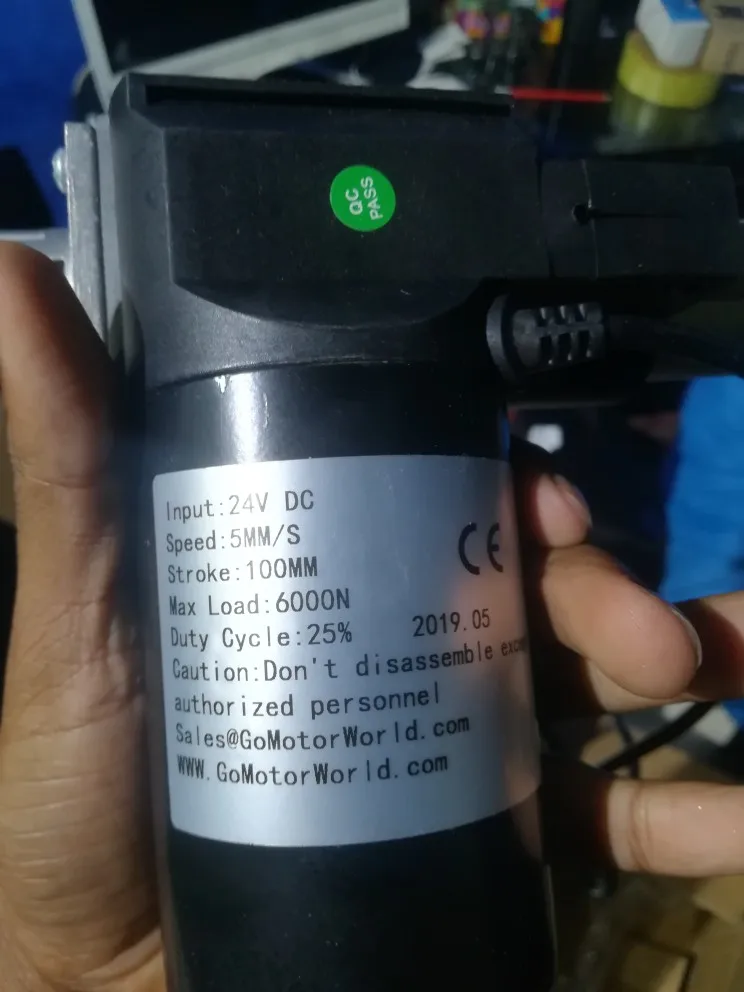 QC
PASS
Input:24V DC
Speed:5MM/S
CE
Stroke:100MM
Max Load:6000N
Duty Cycle:25% 2019.05
Caution:Don't disassemble
authorized personnel
Sales@GoMotorWorld.com
WWW.GoMotorWorld.com